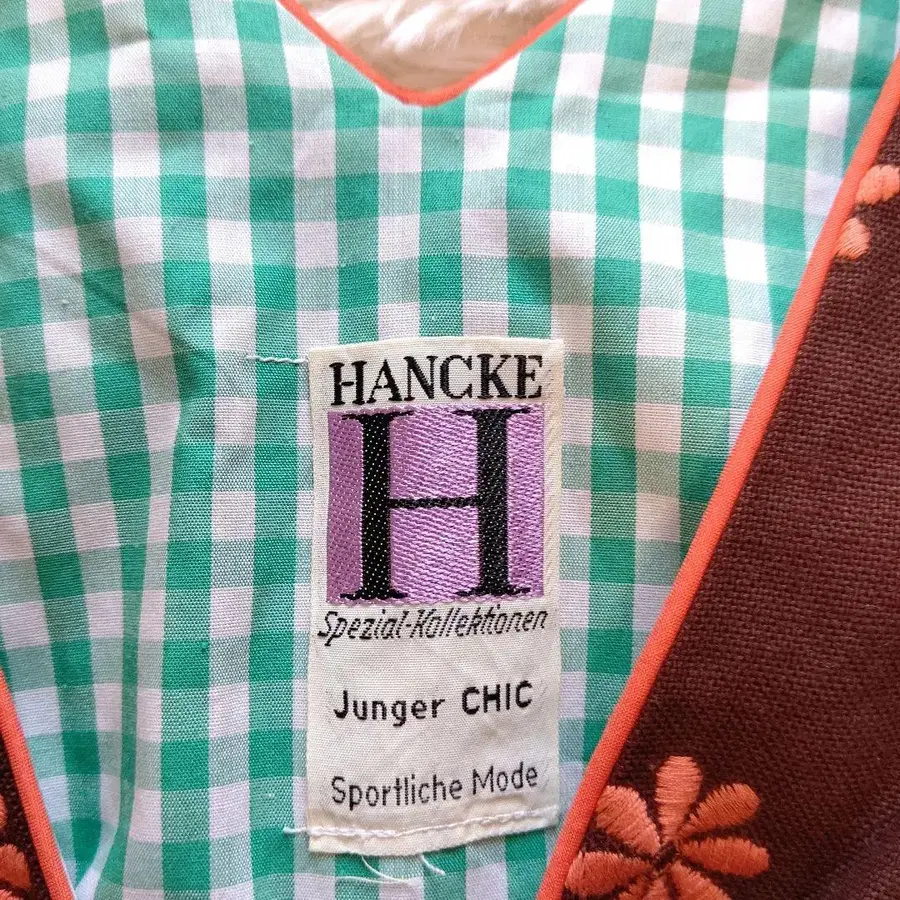 HANCKE
H
Spezial-Kollektionen
Junger CHIC
Sportliche Mode